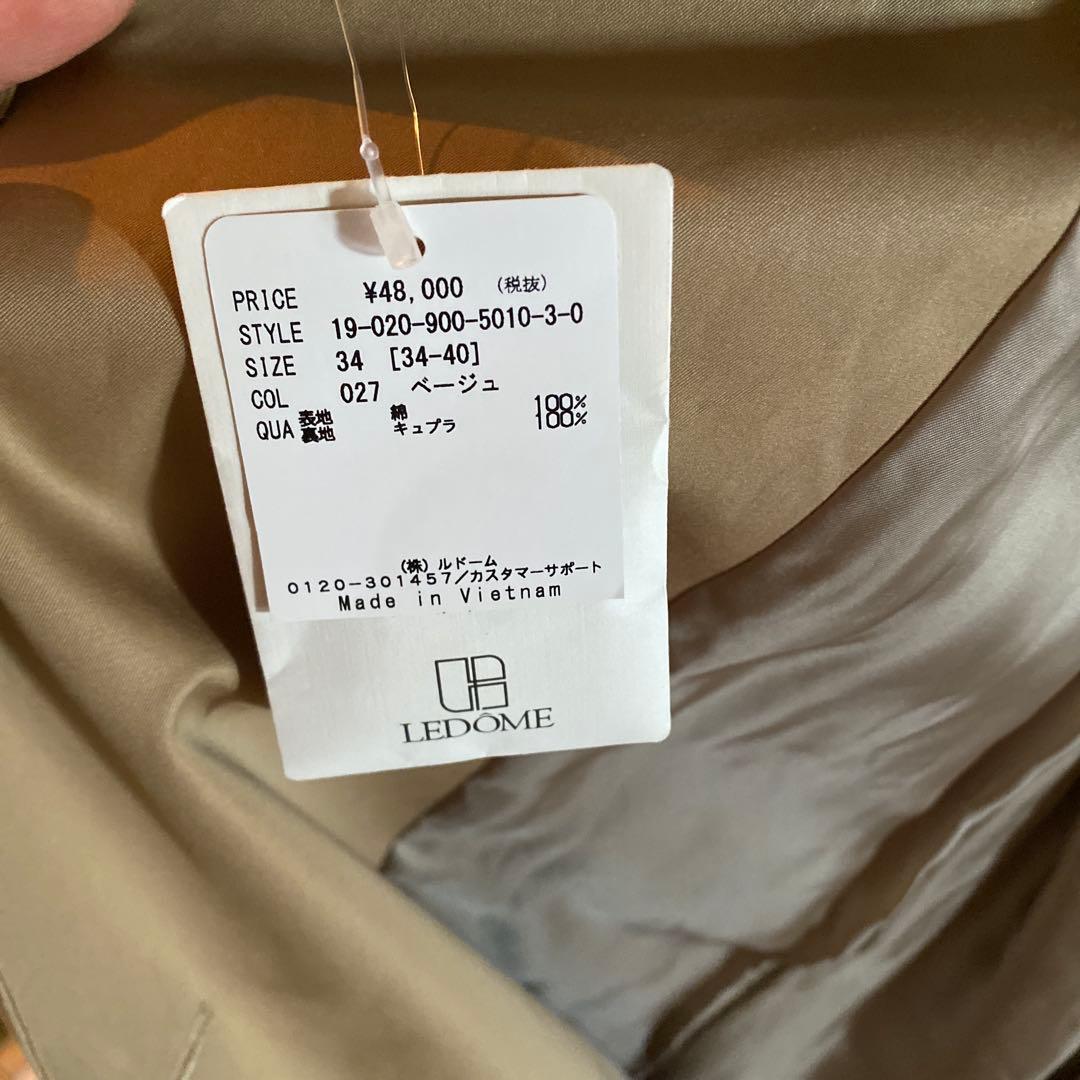 PRICE ¥48,000 (税抜)
STYLE 19-020-900-5010-3-0
SIZE 34 [34-40]
COL 027 ベージュ
QUA 表地 綿 100%
裏地 キュプラ 100%
(株)ルドーム
0120-301457/カスタマーサポート
Made in Vietnam
LEDÔME